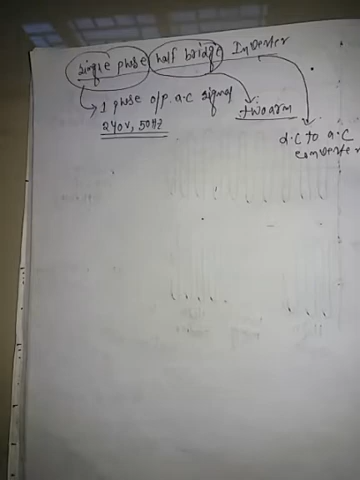 single phase half bridge Inverter
1 phase o/p. a.c signal
240V, 50Hz
two arm
d.c to a.c
converter